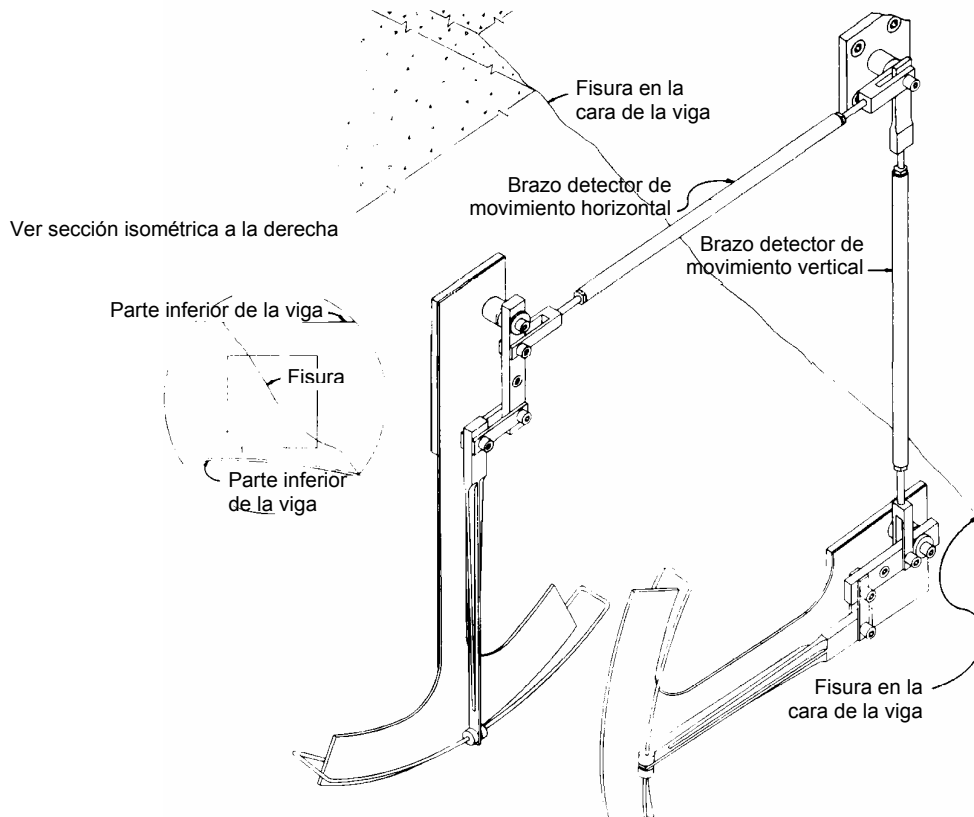 Fisura en la
cara de la viga
Brazo detector de
movimiento horizontal
Ver sección isométrica a la derecha
Brazo detector de
movimiento vertical
Parte inferior de la viga
Fisura
Parte inferior
de la viga
Fisura en la
cara de la viga